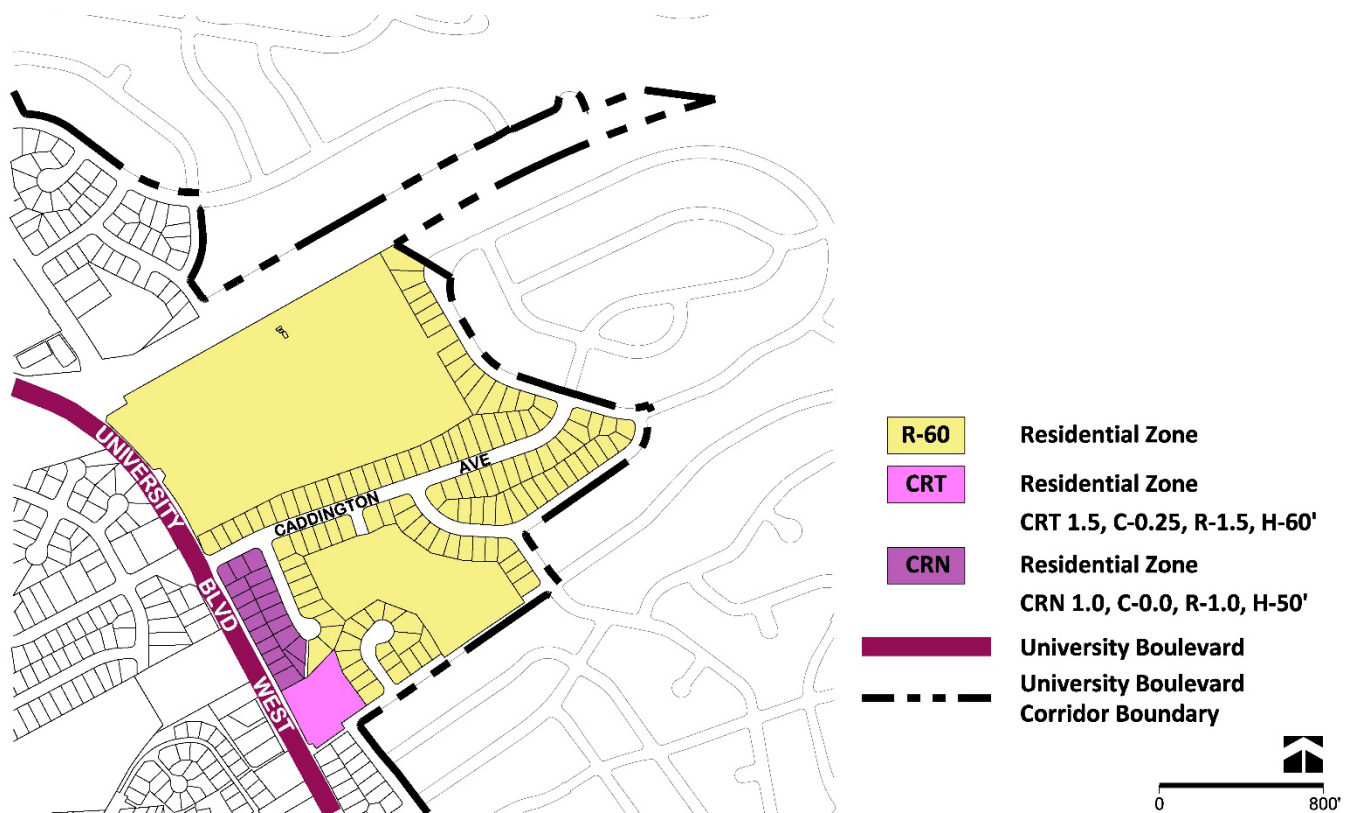 UNIVERSITY
BLVD
WEST
CADDINGTON
AVE
R-60 Residential Zone
CRT Residential Zone
CRT 1.5, C-0.25, R-1.5, H-60'
CRN Residential Zone
CRN 1.0, C-0.0, R-1.0, H-50'
University Boulevard
University Boulevard
Corridor Boundary
0 800'